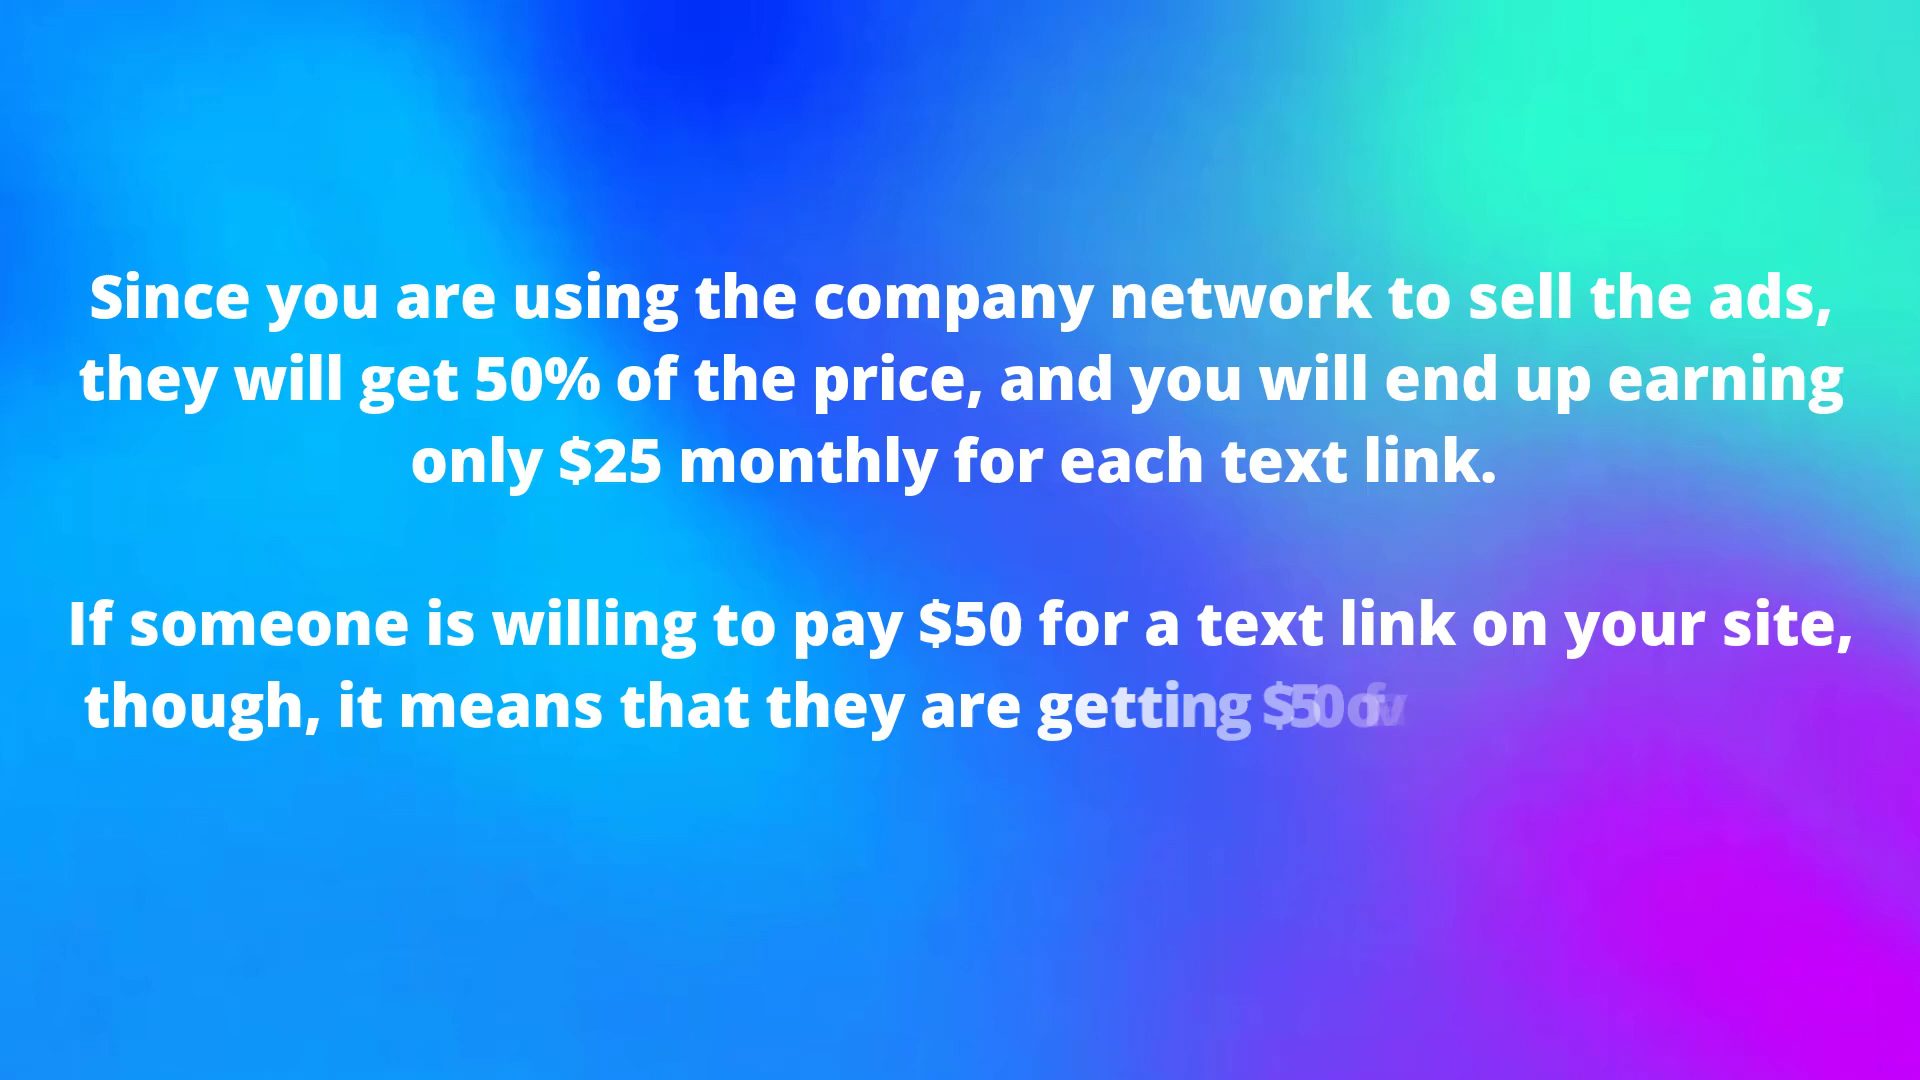 Since you are using the company network to sell the ads,
they will get 50% of the price, and you will end up earning
only $25 monthly for each text link.
If someone is willing to pay $50 for a text link on your site,
though, it means that they are getting $50 of